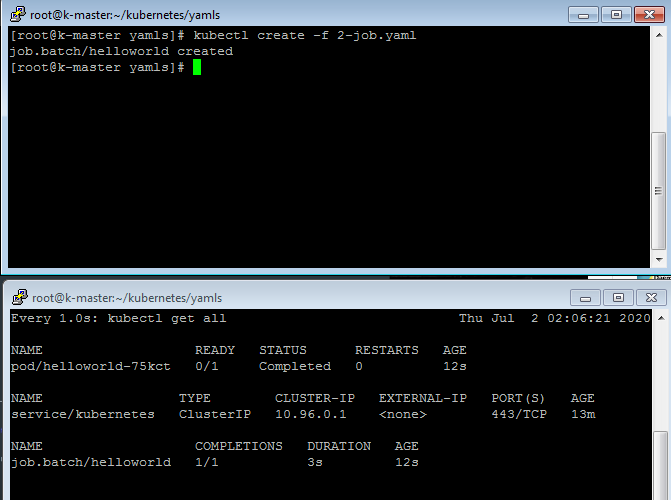 root@k-master:~/kubernetes/yamls
[root@k-master yamls]# kubectl create -f 2-job.yaml
job.batch/helloworld created
[root@k-master yamls]#
root@k-master:~/kubernetes/yamls
Every 1.0s: kubectl get all Thu Jul 2 02:06:21 2020
NAME READY STATUS RESTARTS AGE
pod/helloworld-75kct 0/1 Completed 0 12s
NAME TYPE CLUSTER-IP EXTERNAL-IP PORT(S) AGE
service/kubernetes ClusterIP 10.96.0.1 <none> 443/TCP 13m
NAME COMPLETIONS DURATION AGE
job.batch/helloworld 1/1 3s 12s